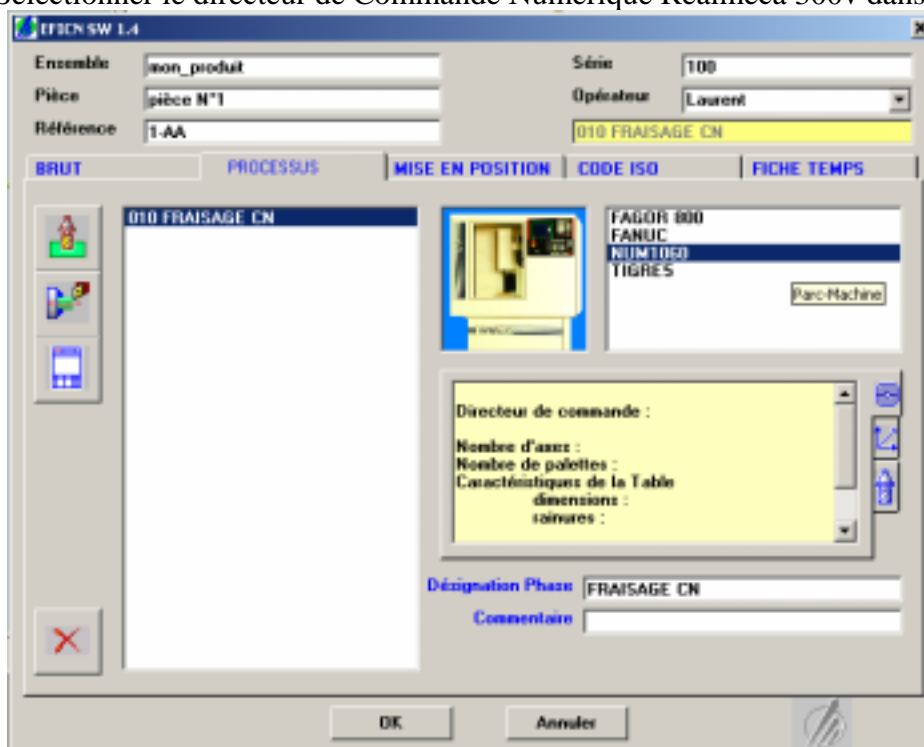 Sélectionner le directeur de Commande Numérique Réalméca 300v dans
EFICN SW 1.4
Ensemble mon_produit Série 100
Pièce pièce N°1 Opérateur Laurent
Référence 1-AA 010 FRAISAGE CN
BRUT PROCESSUS MISE EN POSITION CODE ISO FICHE TEMPS
010 FRAISAGE CN
FAGOR 800
FANUC
NUM1060
TIGRES
Parc-Machine
Directeur de commande :
Nombre d'axes :
Nombre de palettes :
Caractéristiques de la Table
dimensions :
rainures :
Désignation Phase FRAISAGE CN
Commentaire
OK Annuler